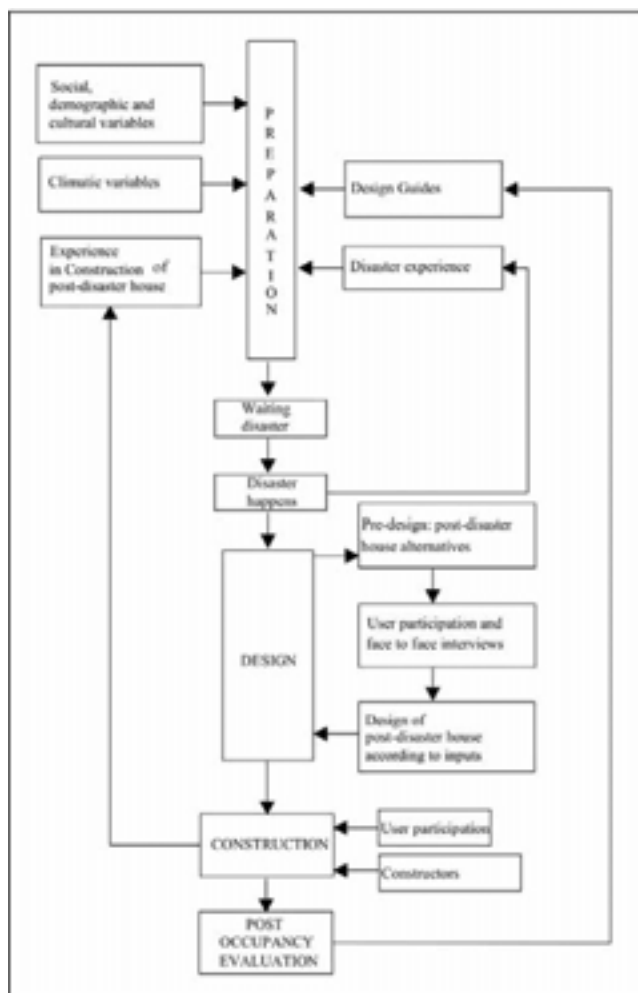 Social,
demographic and
cultural variables
PREPARATION
Climatic variables
Design Guides
Experience
in Construction of
post-disaster house
Disaster experience
Waiting
disaster
Disaster
happens
Pre-design: post-disaster
house alternatives
User participation and
face to face interviews
DESIGN
Design of
post-disaster house
according to inputs
User participation
CONSTRUCTION
Constructors
POST
OCCUPANCY
EVALUATION